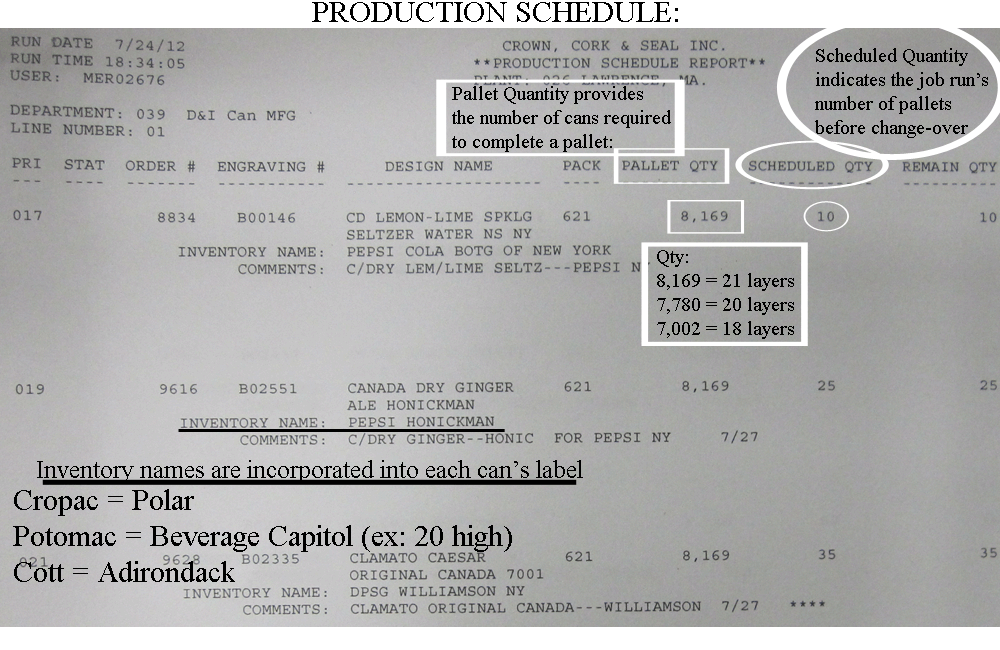 PRODUCTION SCHEDULE:
RUN DATE 7/24/12
RUN TIME 18:34:05
USER: MER02676
CROWN, CORK & SEAL INC.
**PRODUCTION SCHEDULE REPORT**
PLANT: 026 LAWRENCE, MA.
Scheduled Quantity
indicates the job run's
number of pallets
before change-over
Pallet Quantity provides
the number of cans required
to complete a pallet:
DEPARTMENT: 039 D&I Can MFG
LINE NUMBER: 01
PRI STAT ORDER # ENGRAVING # DESIGN NAME PACK PALLET QTY SCHEDULED QTY REMAIN QTY
017 8834 B00146 CD LEMON-LIME SPKLG 621 8,169 10 10
SELTZER WATER NS NY
INVENTORY NAME: PEPSI COLA BOTG OF NEW YORK
COMMENTS: C/DRY LEM/LIME SELTZ---PEPSI NY
Qty:
8,169 = 21 layers
7,780 = 20 layers
7,002 = 18 layers
019 9616 B02551 CANADA DRY GINGER 621 8,169 25 25
ALE HONICKMAN
INVENTORY NAME: PEPSI HONICKMAN
COMMENTS: C/DRY GINGER--HONIC FOR PEPSI NY 7/27
Inventory names are incorporated into each can's label
Cropac = Polar
Potomac = Beverage Capitol (ex: 20 high)
Cott = Adirondack
021 9628 B02335 CLAMATO CAESAR 621 8,169 35 35
ORIGINAL CANADA 7001
INVENTORY NAME: DPSG WILLIAMSON NY
COMMENTS: CLAMATO ORIGINAL CANADA---WILLIAMSON 7/27 ****